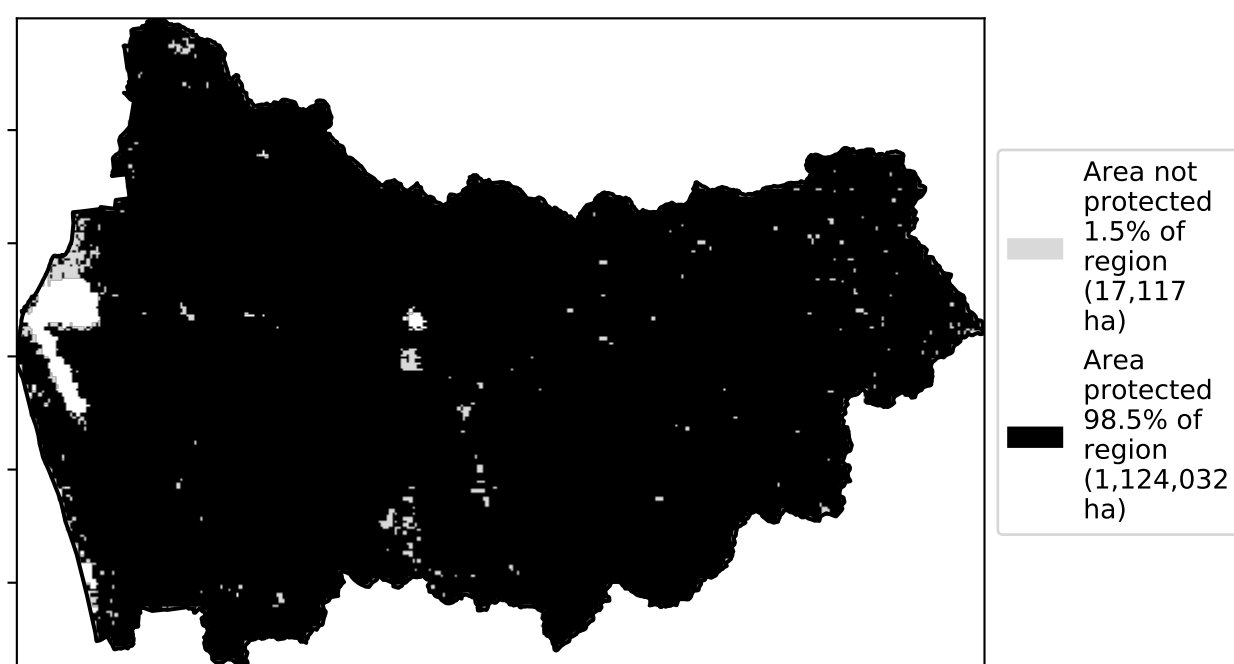 Area not
protected
1.5% of
region
(17,117
ha)
Area
protected
98.5% of
region
(1,124,032
ha)